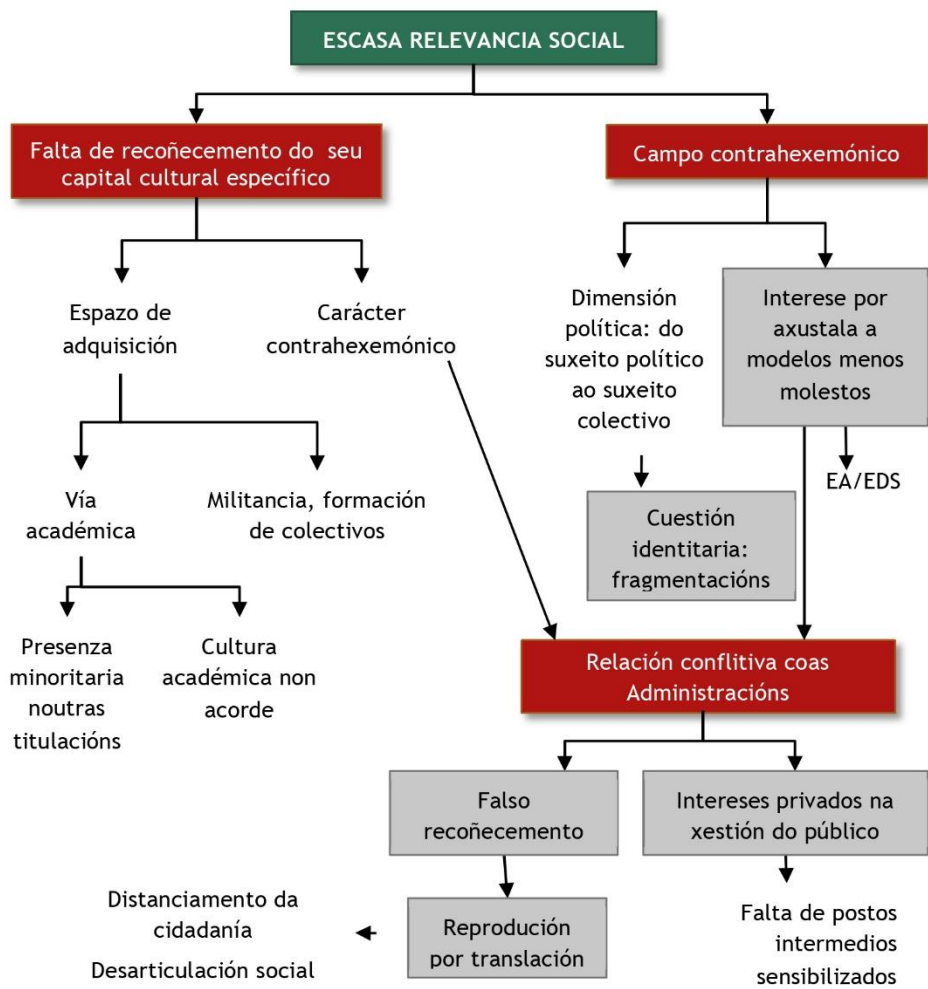 ESCASA RELEVANCIA SOCIAL
Falta de recoñecemento do seu
capital cultural específico
Campo contrahexemónico
Espazo de
adquisición
Carácter
contrahexemónico
Dimensión
política: do
suxeito político
ao suxeito
colectivo
Interese por
axustala a
modelos menos
molestos
EA/EDS
Vía
académica
Militancia, formación
de colectivos
Cuestión
identitaria:
fragmentacións
Presenza
minoritaria
noutras
titulacións
Cultura
académica non
acorde
Relación conflitiva coas
Administracións
Falso
recoñecemento
Intereses privados na
xestión do público
Distanciamento da
cidadanía
Desarticulación social
Reprodución
por translación
Falta de postos
intermedios
sensibilizados